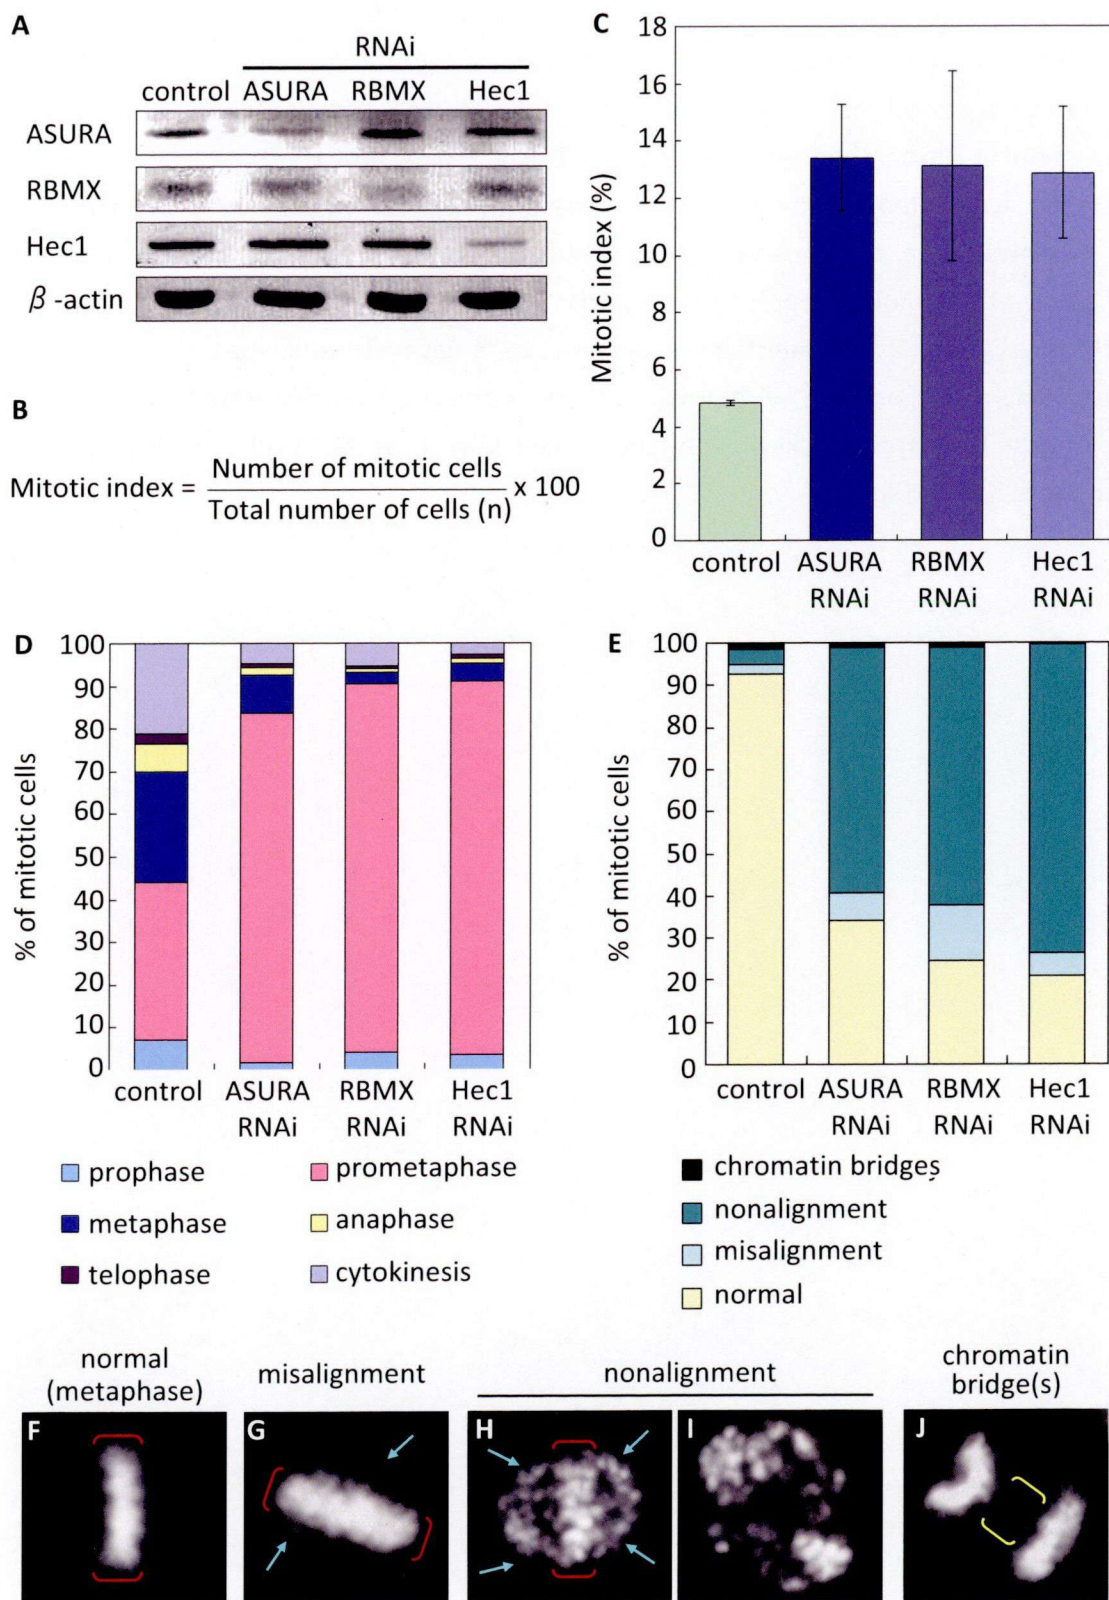 A
RNAi
control ASURA RBMX Hec1
ASURA
RBMX
Hec1
β-actin
B
Mitotic index = Number of mitotic cells / Total number of cells (n) x 100
C
Mitotic index (%)
18
16
14
12
10
8
6
4
2
0
control ASURA RBMX Hec1
RNAi RNAi RNAi
D
% of mitotic cells
100
90
80
70
60
50
40
30
20
10
0
control ASURA RBMX Hec1
RNAi RNAi RNAi
prophase prometaphase
metaphase anaphase
telophase cytokinesis
E
% of mitotic cells
100
90
80
70
60
50
40
30
20
10
0
control ASURA RBMX Hec1
RNAi RNAi RNAi
chromatin bridges
nonalignment
misalignment
normal
normal
(metaphase)
misalignment
nonalignment
chromatin
bridge(s)
F
G
H
I
J